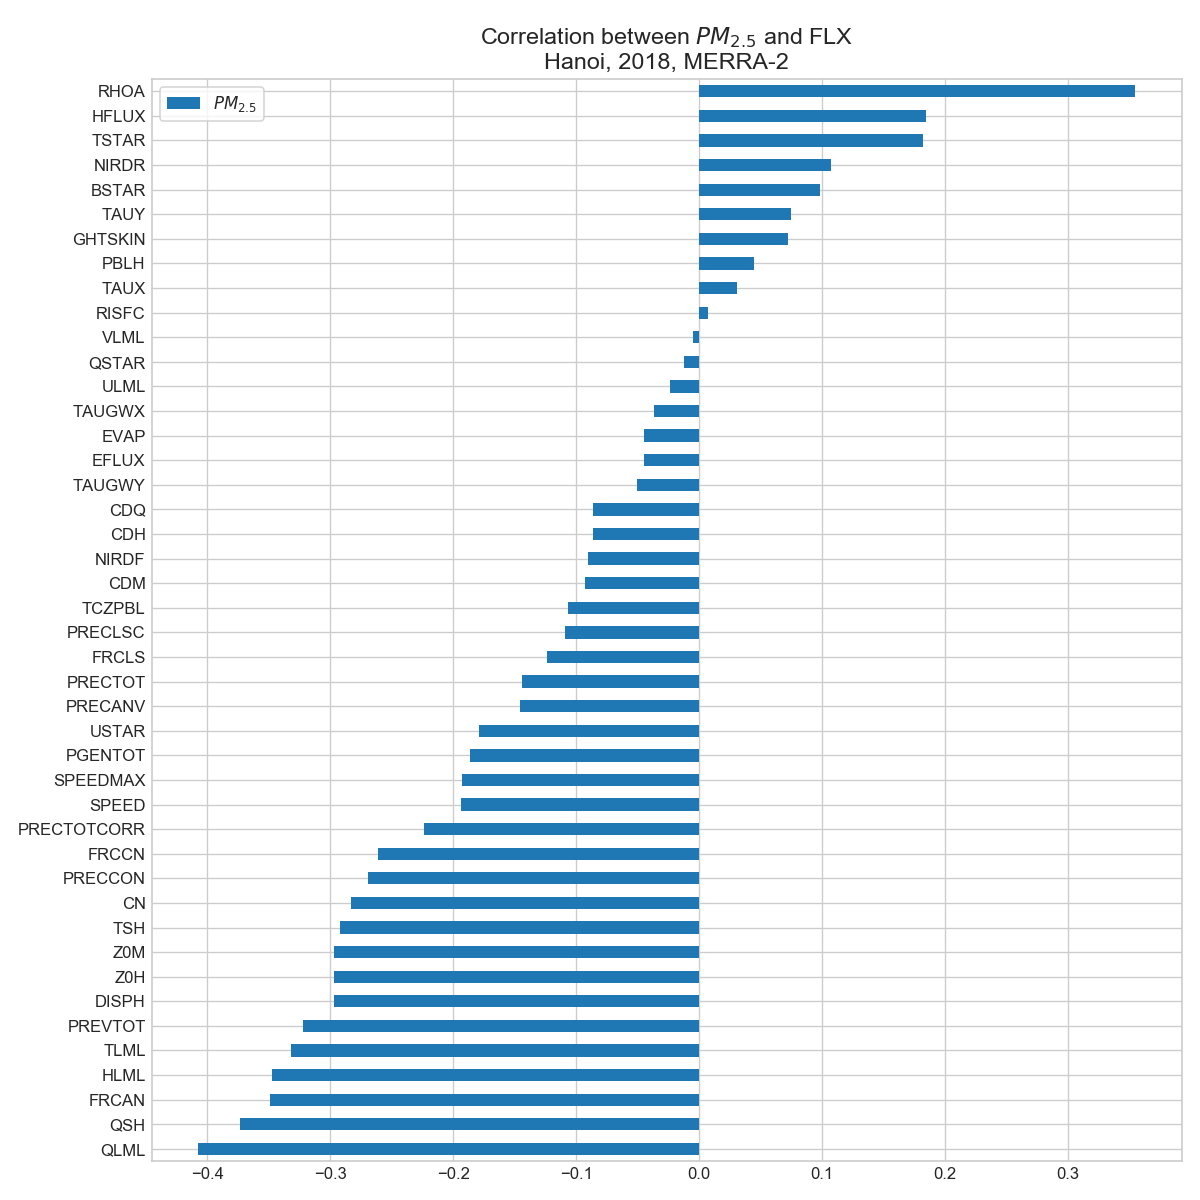 Correlation between PM2.5 and FLX
Hanoi, 2018, MERRA-2
PM2.5
RHOA
HFLUX
TSTAR
NIRDR
BSTAR
TAUY
GHTSKIN
PBLH
TAUX
RISFC
VLML
QSTAR
ULML
TAUGWX
EVAP
EFLUX
TAUGWY
CDQ
CDH
NIRDF
CDM
TCZPBL
PRECLSC
FRCLS
PRECTOT
PRECANV
USTAR
PGENTOT
SPEEDMAX
SPEED
PRECTOTCORR
FRCCN
PRECCON
CN
TSH
Z0M
Z0H
DISPH
PREVTOT
TLML
HLML
FRCAN
QSH
QLML
−0.4 −0.3 −0.2 −0.1 0.0 0.1 0.2 0.3